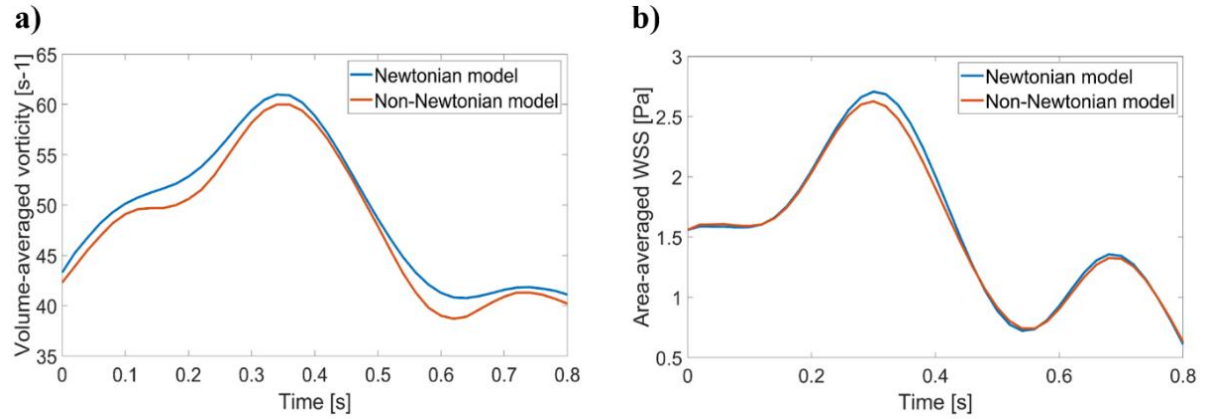 a)
Volume-averaged vorticity [s-1]
65
60
55
50
45
40
35
Newtonian model
Non-Newtonian model
0 0.1 0.2 0.3 0.4 0.5 0.6 0.7 0.8
Time [s]
b)
Area-averaged WSS [Pa]
3
2.5
2
1.5
1
0.5
Newtonian model
Non-Newtonian model
0 0.2 0.4 0.6 0.8
Time [s]